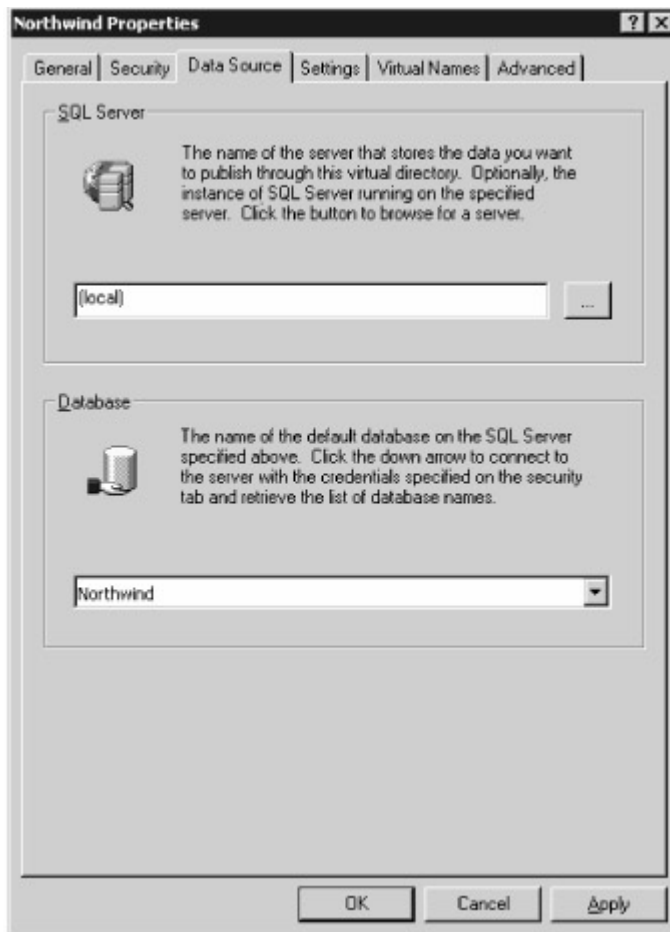 Northwind Properties
General
Security
Data Source
Settings
Virtual Names
Advanced
SQL Server
The name of the server that stores the data you want
to publish through this virtual directory. Optionally, the
instance of SQL Server running on the specified
server. Click the button to browse for a server.
(local)
...
Database
The name of the default database on the SQL Server
specified above. Click the down arrow to connect to
the server with the credentials specified on the security
tab and retrieve the list of database names.
Northwind
OK
Cancel
Apply